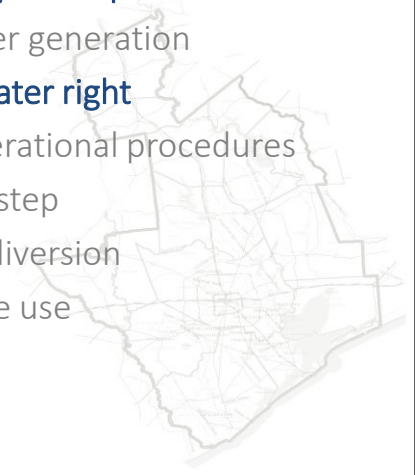 er generation
ater right
erational procedures
step
diversion
e use